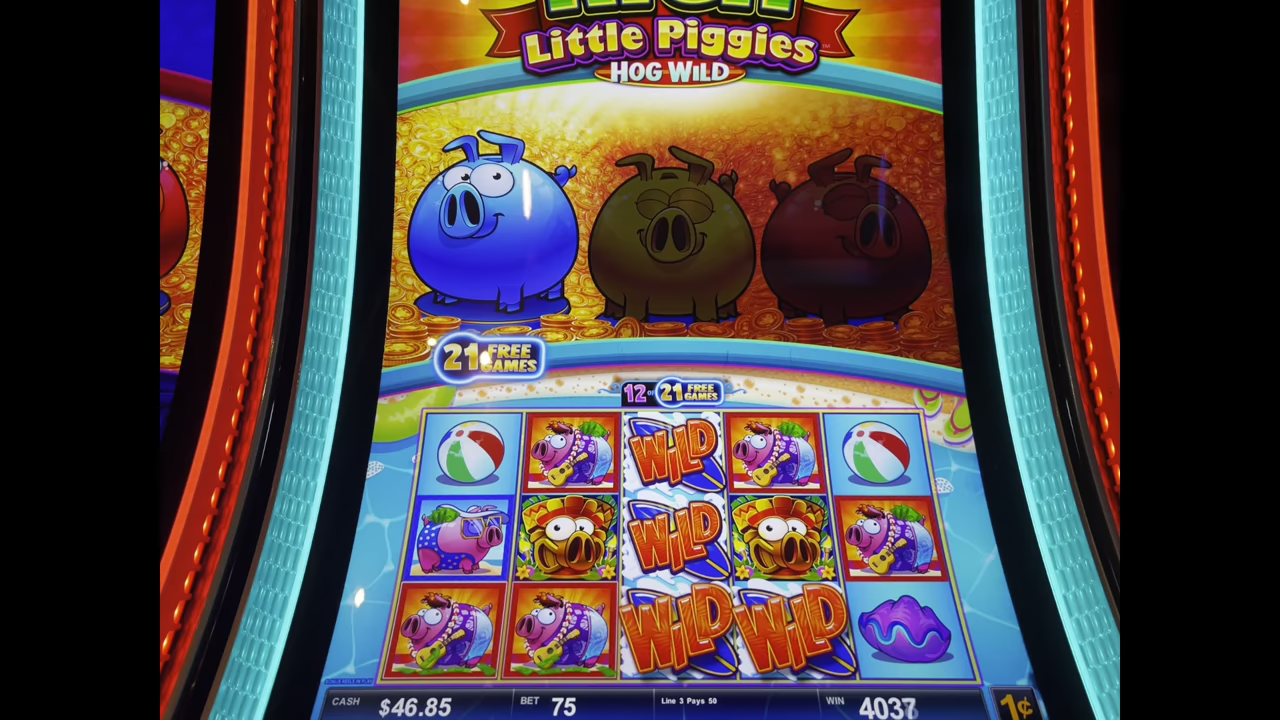 RICH
Little Piggies
HOG WILD
21 FREE GAMES
12 OF 21 FREE GAMES
WILD
WILD
WILD WILD
CASH $46.85 BET 75 Line 3 Pays 50 WIN 4037 1¢